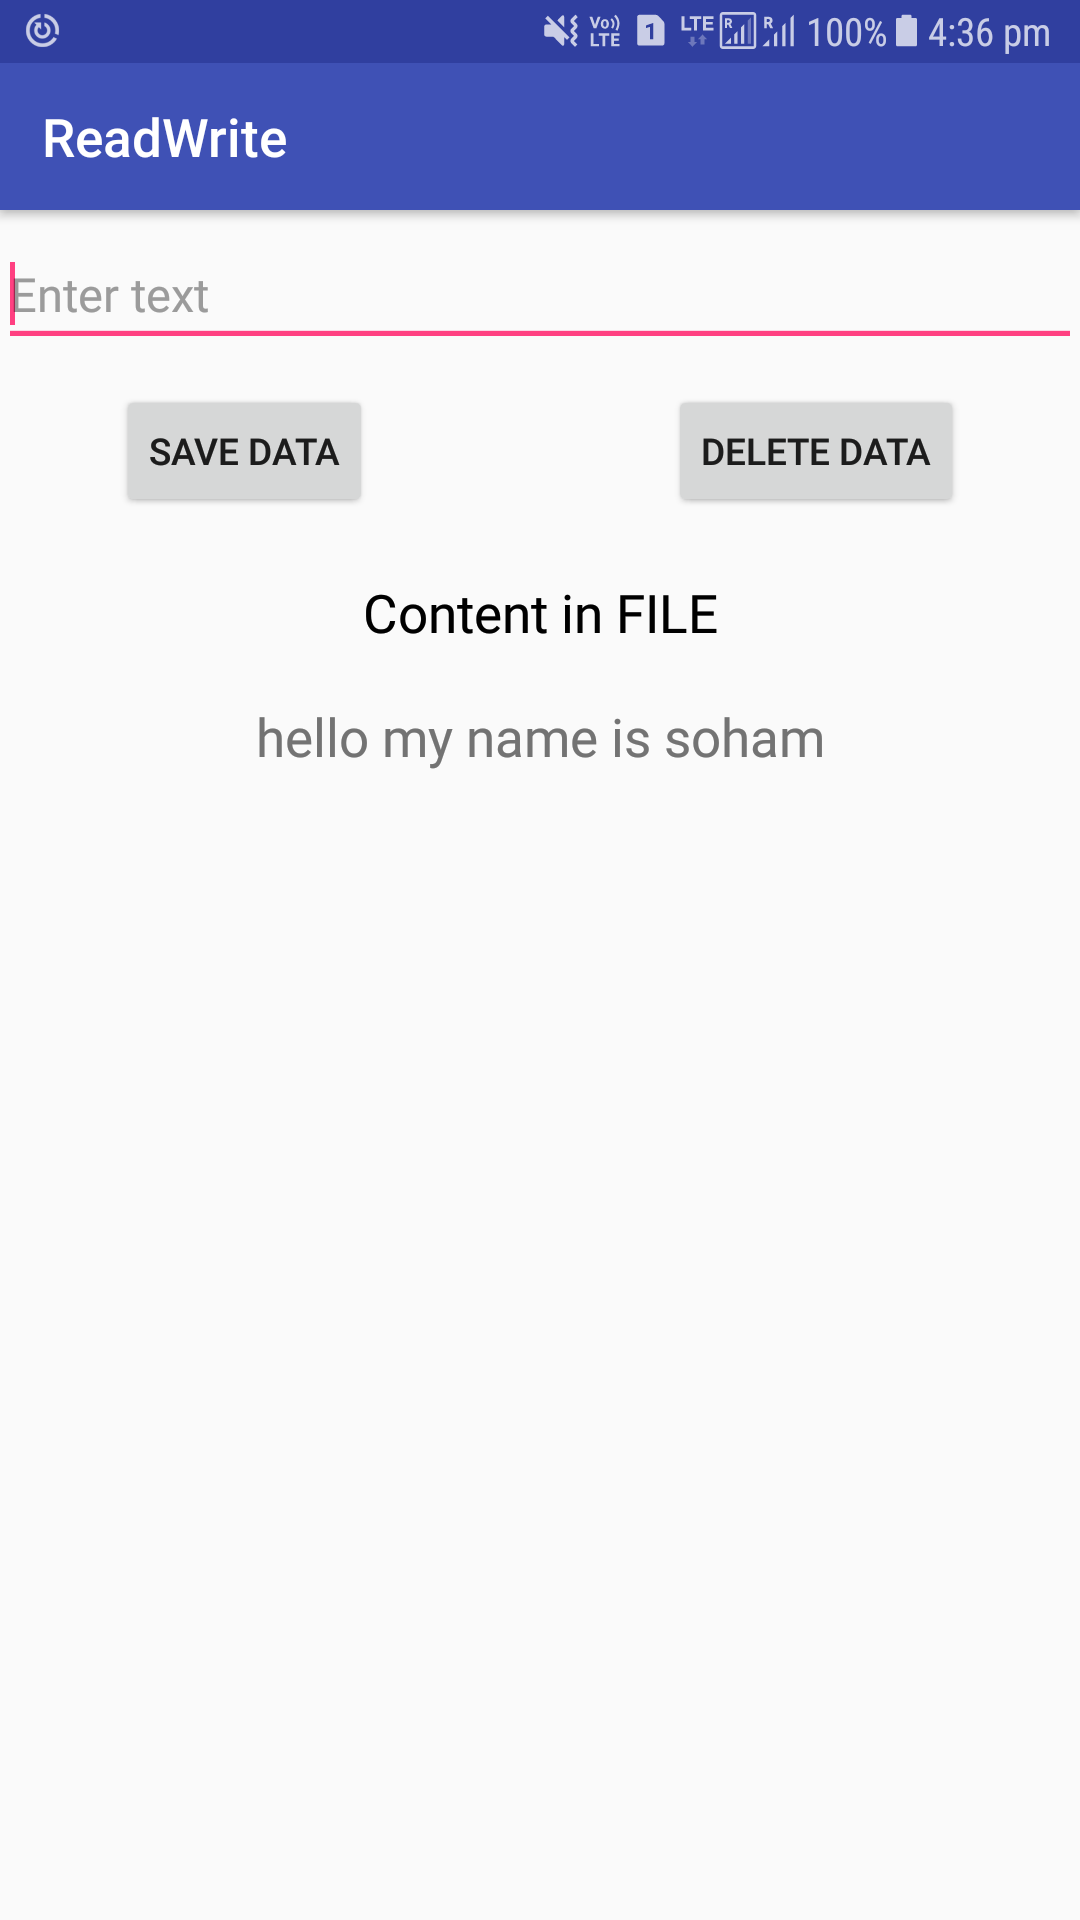 Vo)) LTE 1 LTE R R 100% 4:36 pm
ReadWrite
Enter text
SAVE DATA DELETE DATA
Content in FILE
hello my name is soham